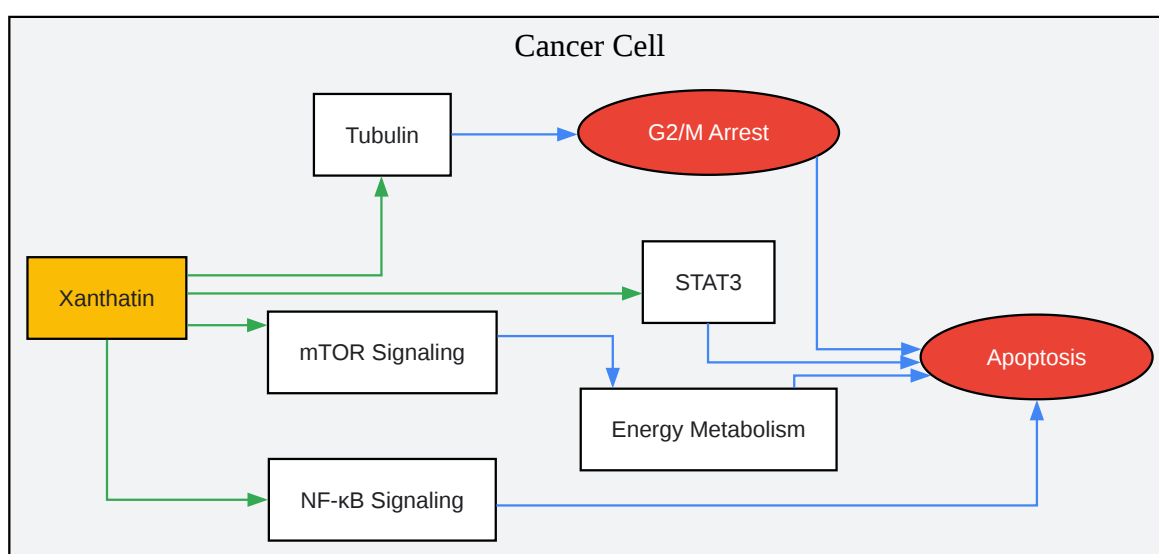 Cancer Cell
Tubulin
G2/M Arrest
STAT3
Xanthatin
mTOR Signaling
Apoptosis
Energy Metabolism
NF-κB Signaling